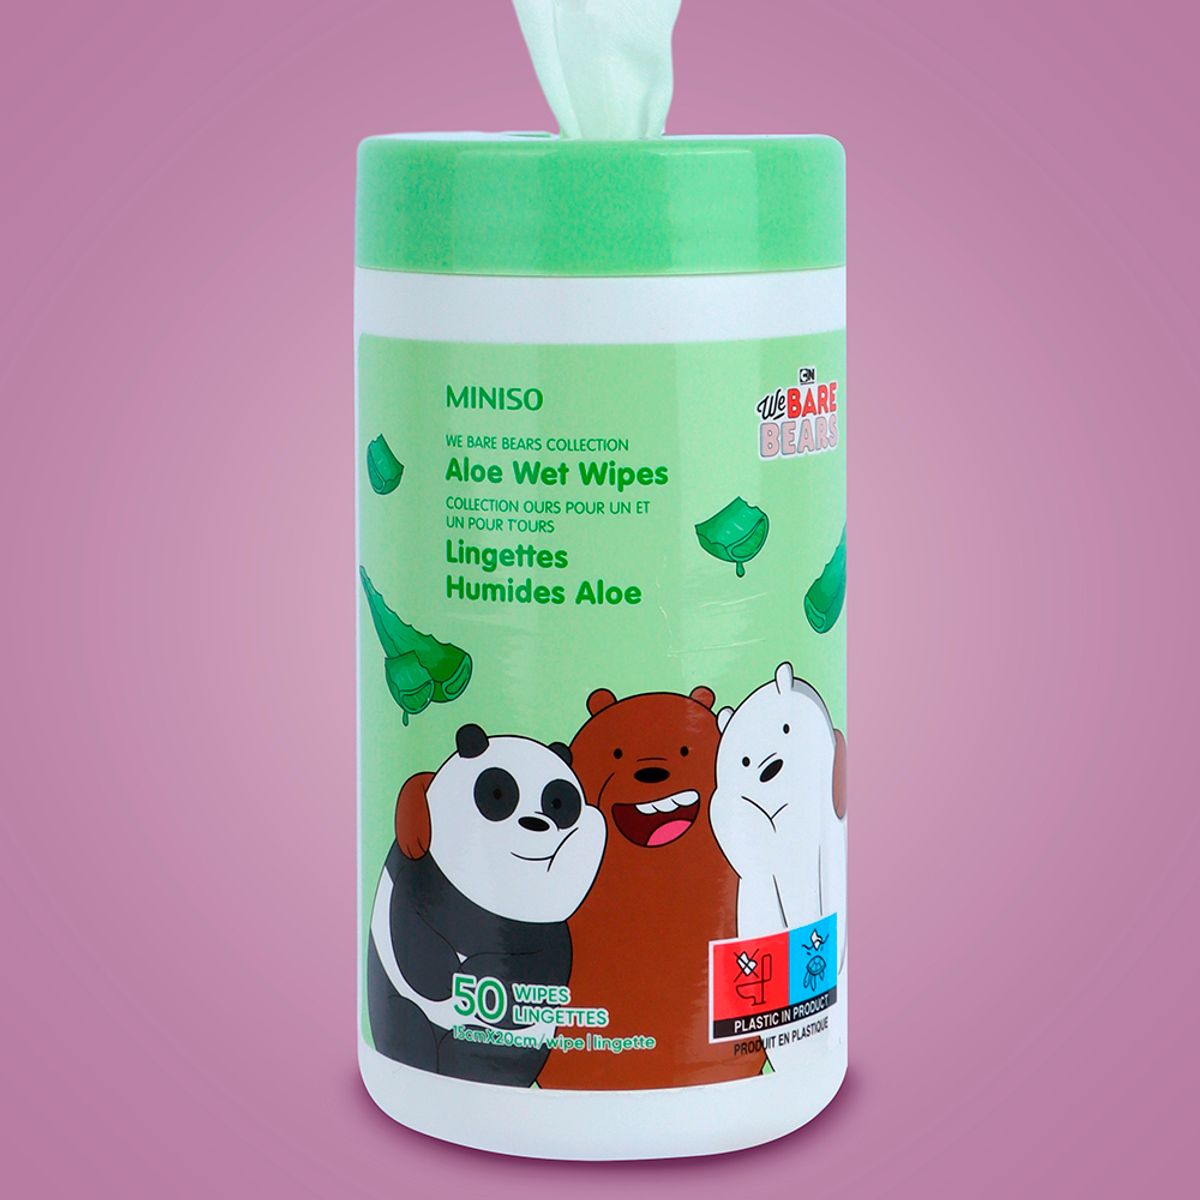 MINISO
CN
We BARE
BEARS
WE BARE BEARS COLLECTION
Aloe Wet Wipes
COLLECTION OURS POUR UN ET
UN POUR T'OURS
Lingettes
Humides Aloe
50 WIPES
LINGETTES
15cmX20cm/wipe|lingette
PLASTIC IN PRODUCT
PRODUIT EN PLASTIQUE